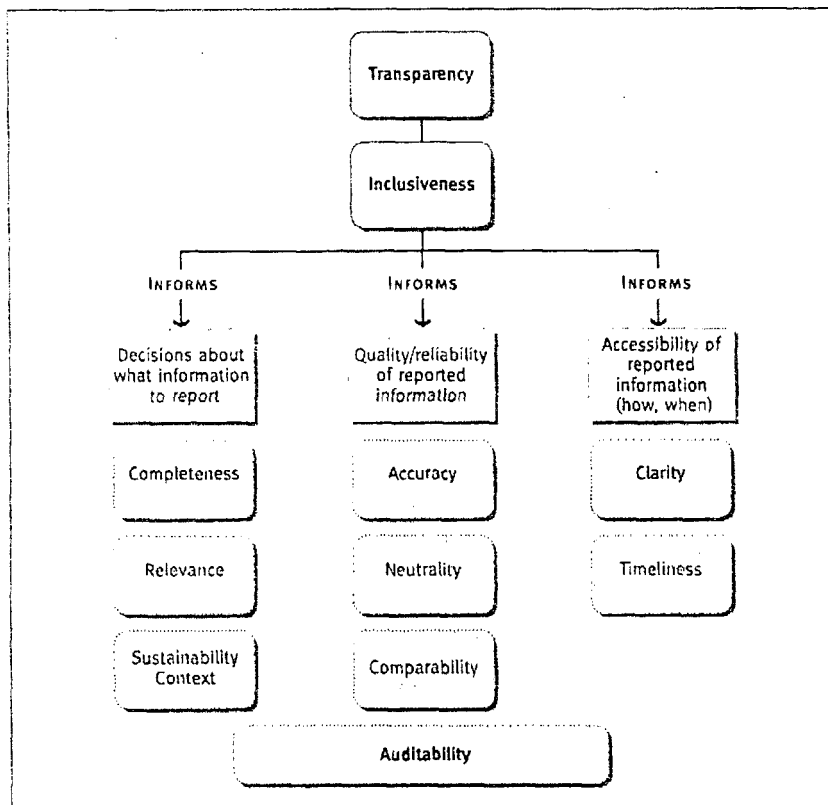 Transparency
Inclusiveness
INFORMS
INFORMS
INFORMS
Decisions about
what information
to report
Quality/reliability
of reported
information
Accessibility of
reported
information
(how, when)
Completeness
Accuracy
Clarity
Relevance
Neutrality
Timeliness
Sustainability
Context
Comparability
Auditability